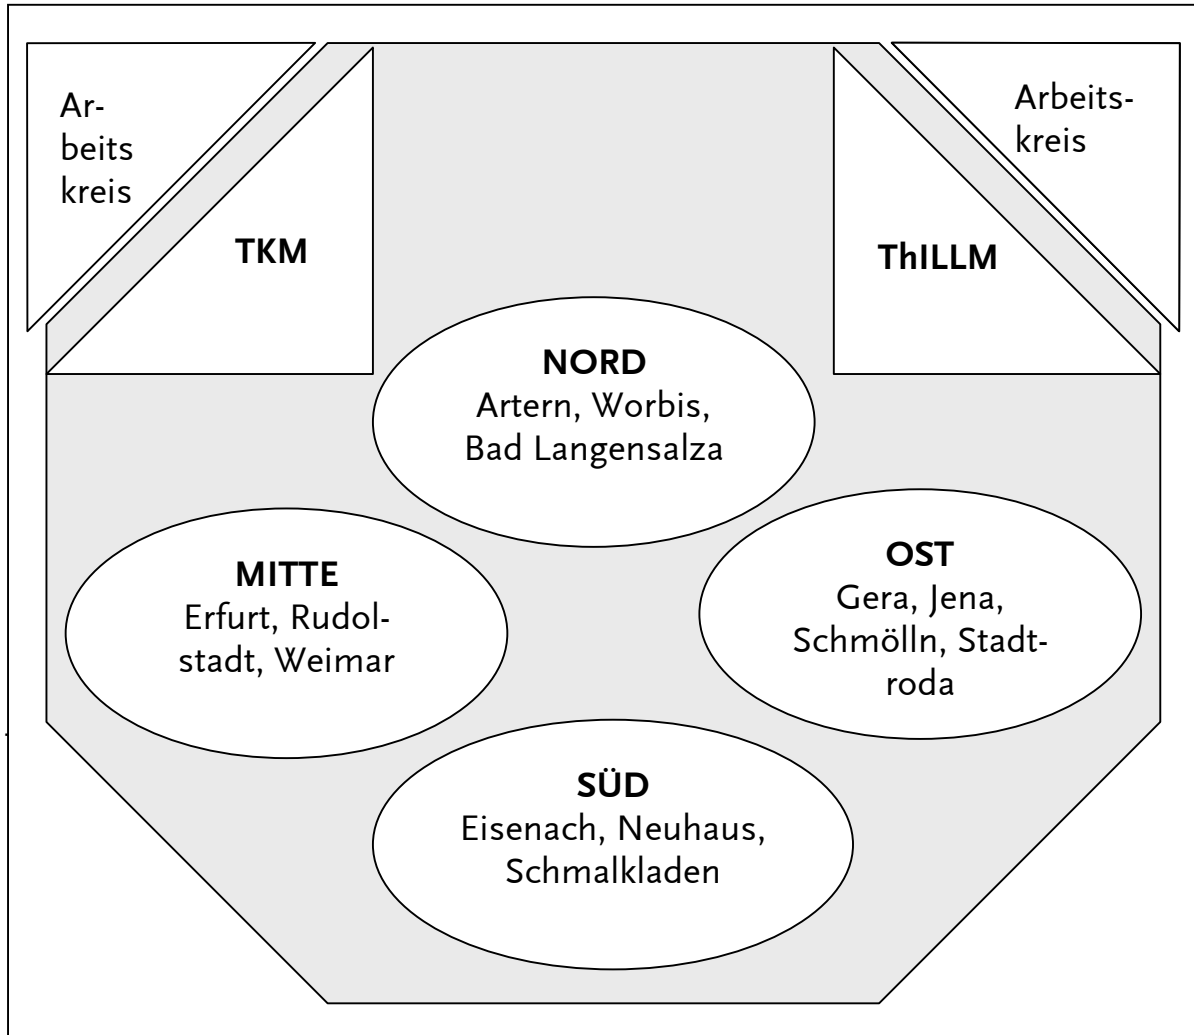 Ar-
beits
kreis
Arbeits-
kreis
TKM
ThILLM
NORD
Artern, Worbis,
Bad Langensalza
MITTE
Erfurt, Rudol-
stadt, Weimar
OST
Gera, Jena,
Schmölln, Stadt-
roda
SÜD
Eisenach, Neuhaus,
Schmalkladen